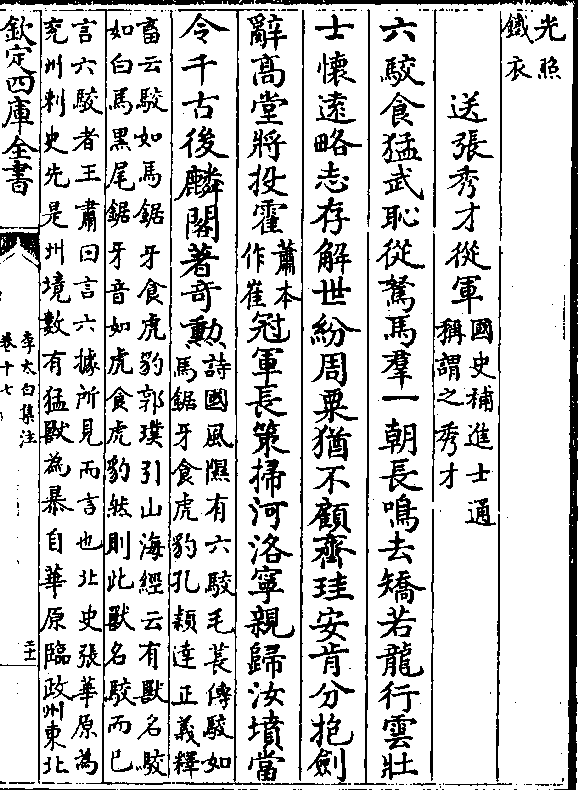 光照
鐵衣
送張秀才從軍國史補進士通
稱謂之秀才
六駮食猛武恥從駑馬羣一朝長鳴去矯若龍行雲壯
士懷遠略志存解世紛周粟猶不顧齊珪安肯分抱劍
辭高堂將投霍蕭本
作崔冠軍長策掃河洛寧親歸汝墳當
令千古後麟閣著奇勲詩國風隰有六駮毛萇傳駮如
馬鋸牙食虎豹孔穎達正義釋
畜云駮如馬鋸牙食虎豹郭璞引山海經云有獸名駮
如白馬黒尾鋸牙音如虎食虎豹然則此獸名駮而已
言六駮者王肅曰言六據所見而言也北史張華原為
兖州刺史先是州境數有猛獸為暴自華原臨政州東北
欽定四庫全書
李太白集注
卷十七
二十